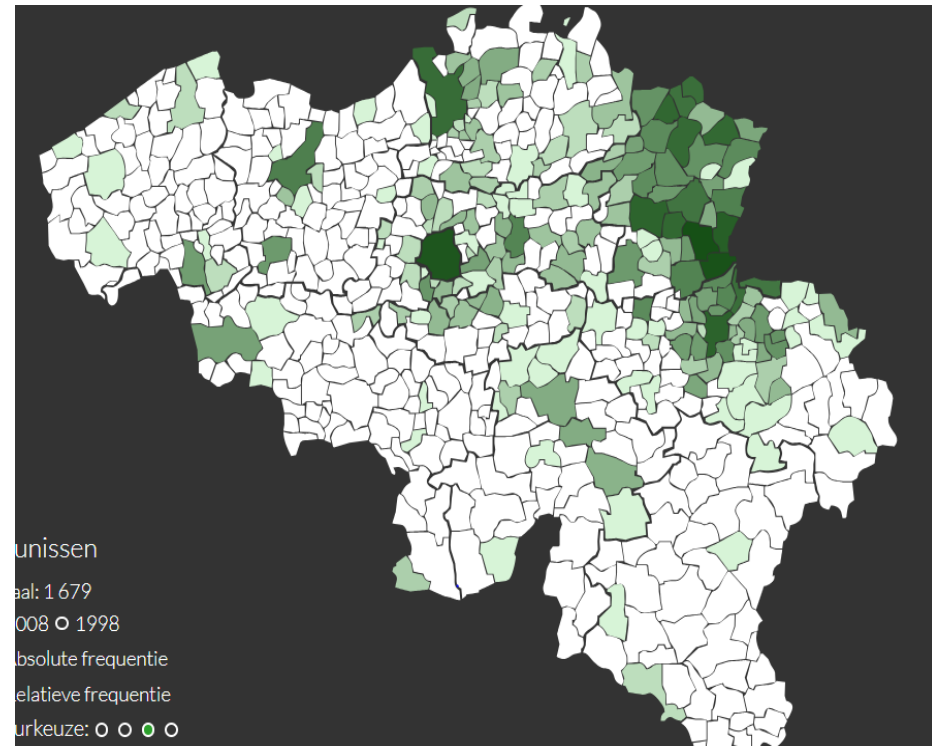 unissen
aal: 1 679
008 1998
bsolute frequentie
elatieve frequentie
urkeuze: